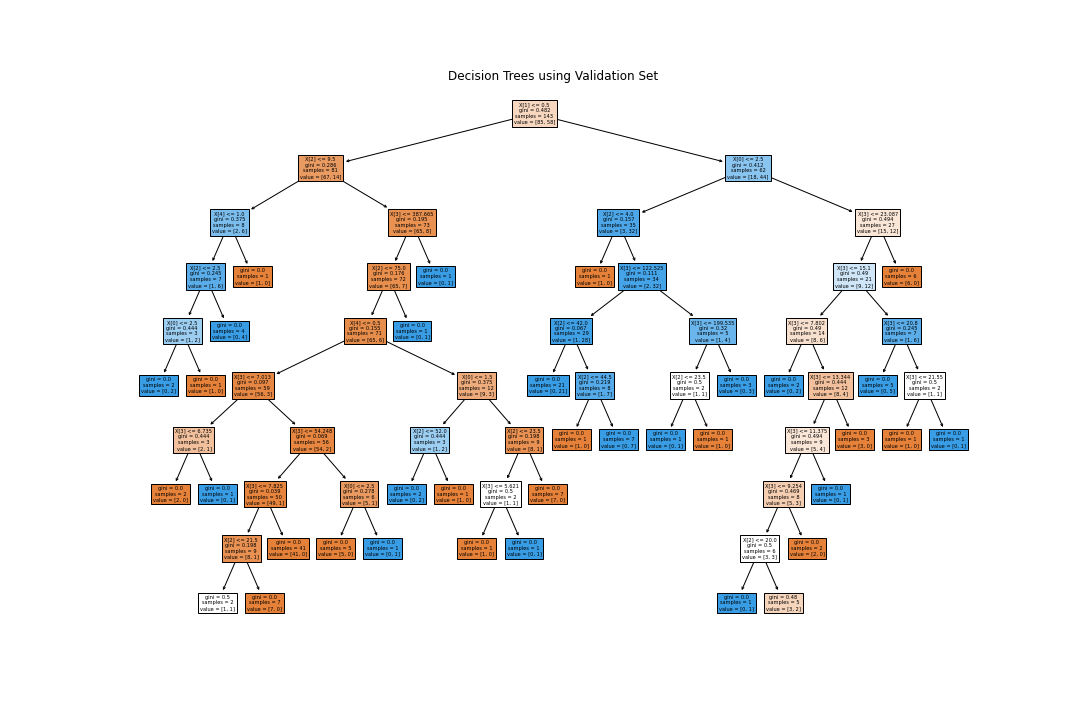 Decision Trees using Validation Set
X[1] <= 0.5
gini = 0.482
samples = 143
value = [85, 58]
X[2] <= 9.5
gini = 0.286
samples = 81
value = [67, 14]
X[0] <= 2.5
gini = 0.412
samples = 62
value = [18, 44]
X[4] <= 1.0
gini = 0.375
samples = 8
value = [2, 6]
X[3] <= 387.665
gini = 0.195
samples = 73
value = [65, 8]
X[2] <= 4.0
gini = 0.157
samples = 35
value = [3, 32]
X[3] <= 23.087
gini = 0.494
samples = 27
value = [15, 12]
X[2] <= 2.5
gini = 0.245
samples = 7
value = [1, 6]
gini = 0.0
samples = 1
value = [1, 0]
X[2] <= 75.0
gini = 0.176
samples = 72
value = [65, 7]
gini = 0.0
samples = 1
value = [0, 1]
gini = 0.0
samples = 1
value = [1, 0]
X[3] <= 122.525
gini = 0.111
samples = 34
value = [2, 32]
X[3] <= 15.1
gini = 0.49
samples = 21
value = [9, 12]
gini = 0.0
samples = 6
value = [6, 0]
X[0] <= 2.5
gini = 0.444
samples = 3
value = [1, 2]
gini = 0.0
samples = 4
value = [0, 4]
X[4] <= 0.5
gini = 0.155
samples = 71
value = [65, 6]
gini = 0.0
samples = 1
value = [0, 1]
X[2] <= 42.0
gini = 0.067
samples = 29
value = [1, 28]
X[3] <= 199.535
gini = 0.32
samples = 5
value = [1, 4]
X[3] <= 7.802
gini = 0.49
samples = 14
value = [8, 6]
X[3] <= 20.8
gini = 0.245
samples = 7
value = [1, 6]
gini = 0.0
samples = 2
value = [0, 2]
gini = 0.0
samples = 1
value = [1, 0]
X[3] <= 7.013
gini = 0.097
samples = 59
value = [56, 3]
X[0] <= 1.5
gini = 0.375
samples = 12
value = [9, 3]
gini = 0.0
samples = 21
value = [0, 21]
X[2] <= 44.5
gini = 0.219
samples = 8
value = [1, 7]
X[2] <= 23.5
gini = 0.5
samples = 2
value = [1, 1]
gini = 0.0
samples = 3
value = [0, 3]
gini = 0.0
samples = 2
value = [0, 2]
X[3] <= 13.344
gini = 0.444
samples = 12
value = [8, 4]
gini = 0.0
samples = 5
value = [0, 5]
X[3] <= 21.55
gini = 0.5
samples = 2
value = [1, 1]
X[3] <= 6.735
gini = 0.444
samples = 3
value = [2, 1]
X[3] <= 54.248
gini = 0.069
samples = 56
value = [54, 2]
X[2] <= 52.0
gini = 0.444
samples = 3
value = [1, 2]
X[2] <= 23.5
gini = 0.198
samples = 9
value = [8, 1]
gini = 0.0
samples = 1
value = [1, 0]
gini = 0.0
samples = 7
value = [0, 7]
gini = 0.0
samples = 1
value = [0, 1]
gini = 0.0
samples = 1
value = [1, 0]
X[3] <= 11.375
gini = 0.494
samples = 9
value = [5, 4]
gini = 0.0
samples = 3
value = [3, 0]
gini = 0.0
samples = 1
value = [1, 0]
gini = 0.0
samples = 1
value = [0, 1]
gini = 0.0
samples = 2
value = [2, 0]
gini = 0.0
samples = 1
value = [0, 1]
X[3] <= 7.825
gini = 0.039
samples = 50
value = [49, 1]
X[0] <= 2.5
gini = 0.278
samples = 6
value = [5, 1]
gini = 0.0
samples = 2
value = [0, 2]
gini = 0.0
samples = 1
value = [1, 0]
X[3] <= 5.621
gini = 0.5
samples = 2
value = [1, 1]
gini = 0.0
samples = 7
value = [7, 0]
X[3] <= 9.254
gini = 0.469
samples = 8
value = [5, 3]
gini = 0.0
samples = 1
value = [0, 1]
X[2] <= 21.5
gini = 0.198
samples = 9
value = [8, 1]
gini = 0.0
samples = 41
value = [41, 0]
gini = 0.0
samples = 5
value = [5, 0]
gini = 0.0
samples = 1
value = [0, 1]
gini = 0.0
samples = 1
value = [1, 0]
gini = 0.0
samples = 1
value = [0, 1]
X[2] <= 20.0
gini = 0.5
samples = 6
value = [3, 3]
gini = 0.0
samples = 2
value = [2, 0]
gini = 0.5
samples = 2
value = [1, 1]
gini = 0.0
samples = 7
value = [7, 0]
gini = 0.0
samples = 1
value = [0, 1]
gini = 0.48
samples = 5
value = [3, 2]